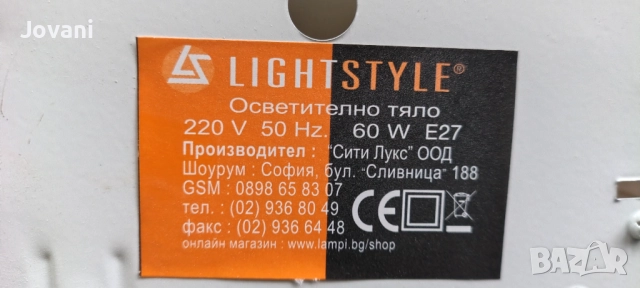 Jovani
LIGHTSTYLE®
Осветително тяло
220 V 50 Hz. 60 W E27
Производител : "Сити Лукс" ООД
Шоурум : София, бул. "Сливница" 188
GSM : 0898 65 83 07
тел. : (02) 936 80 49
факс : (02) 936 64 48
онлайн магазин : www.lampi.bg/shop
CE
BAZAR